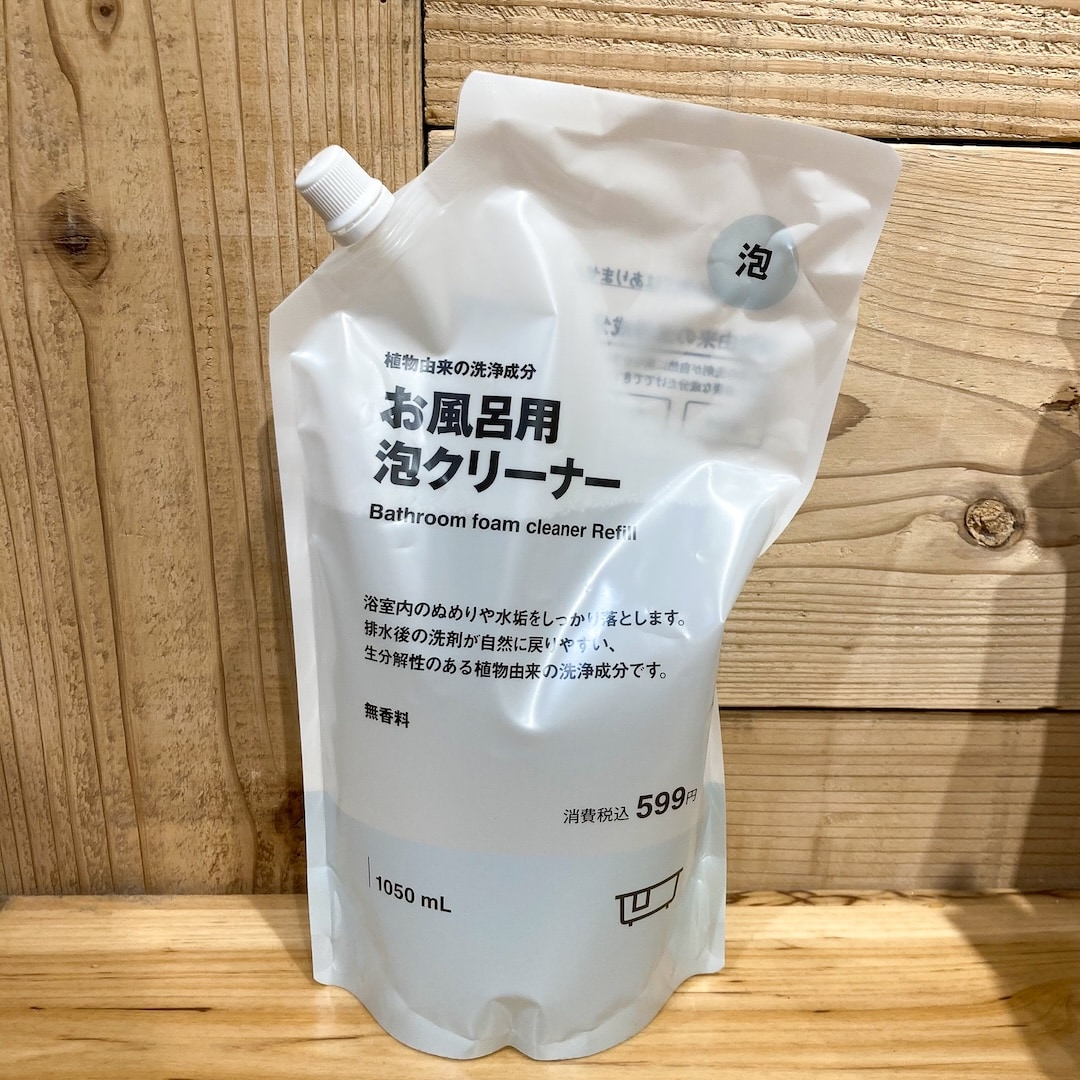 泡
植物由来の洗浄成分
お風呂用
泡クリーナー
Bathroom foam cleaner Refill
浴室内のぬめりや水垢をしっかり落とします。
排水後の洗剤が自然に戻りやすい、
生分解性のある植物由来の洗浄成分です。
無香料
消費税込 599円
1050 mL